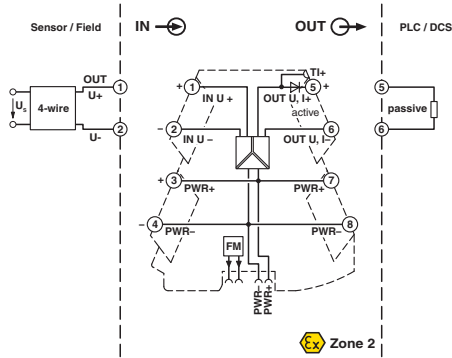 Sensor / Field
IN
OUT
PLC / DCS
OUT
U+
1
Us
4-wire
2
U-
+ 1
IN U +
TI+
5 +
OUT U, I+
active
- 2
IN U -
6
OUT U, I-
+ 3
PWR+
7
PWR+
- 4
PWR-
8
PWR-
FM
PWR-
PWR+
5
passive
6
Ex Zone 2